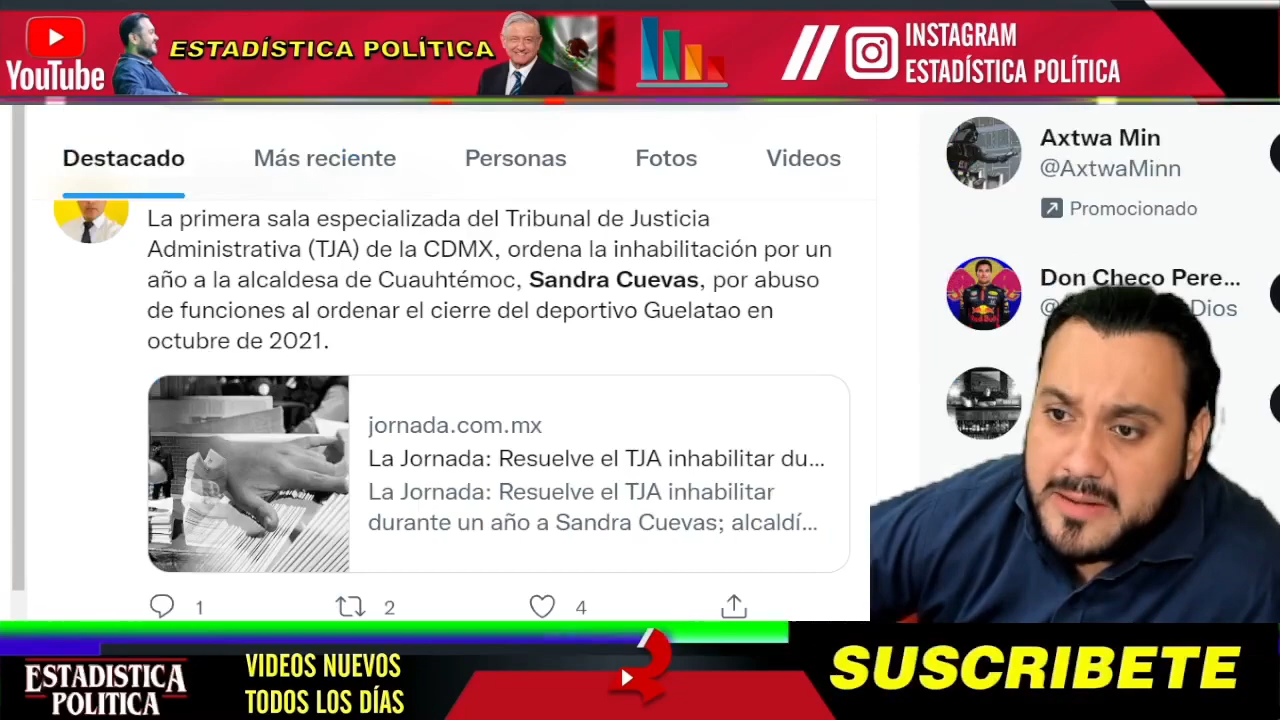 YouTube
ESTADÍSTICA POLÍTICA
INSTAGRAM
ESTADÍSTICA POLÍTICA
Destacado
Más reciente
Personas
Fotos
Videos
La primera sala especializada del Tribunal de Justicia
Administrativa (TJA) de la CDMX, ordena la inhabilitación por un
año a la alcaldesa de Cuauhtémoc, Sandra Cuevas, por abuso
de funciones al ordenar el cierre del deportivo Guelatao en
octubre de 2021.
jornada.com.mx
La Jornada: Resuelve el TJA inhabilitar du...
La Jornada: Resuelve el TJA inhabilitar
durante un año a Sandra Cuevas; alcaldí...
1
2
4
Axtwa Min
@AxtwaMinn
Promocionado
Don Checo Pere...
Dios
ESTADISTICA
POLITICA
VIDEOS NUEVOS
TODOS LOS DÍAS
SUSCRIBETE